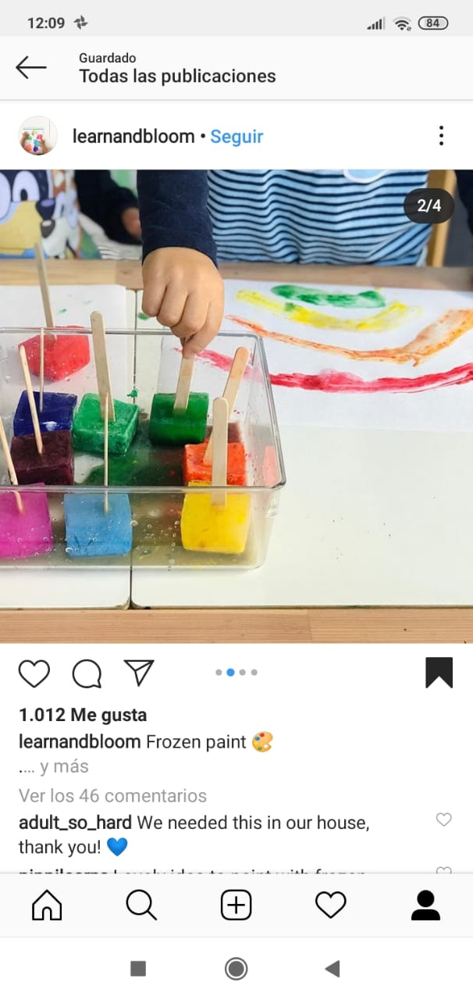 12:09
84
Guardado
Todas las publicaciones
learnandbloom • Seguir
2/4
1.012 Me gusta
learnandbloom Frozen paint 🎨
.... y más
Ver los 46 comentarios
adult_so_hard We needed this in our house,
thank you! 💙